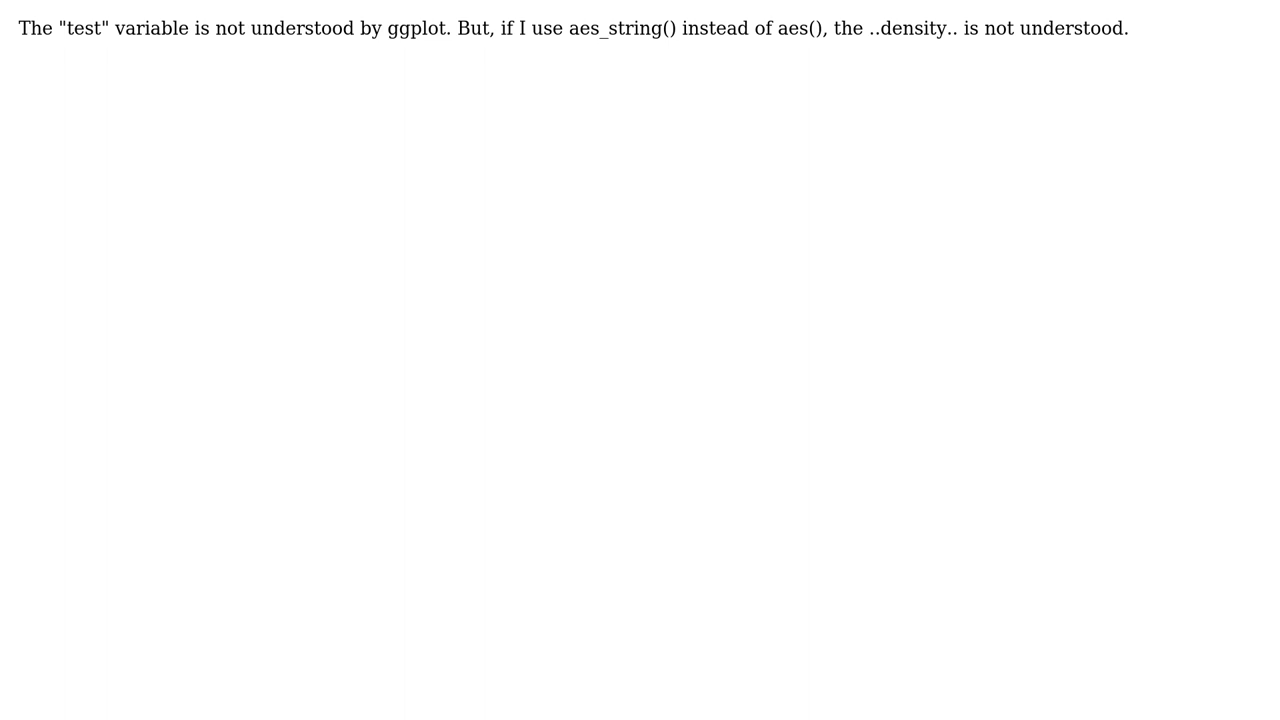 The "test" variable is not understood by ggplot. But, if I use aes_string() instead of aes(), the ..density.. is not understood.